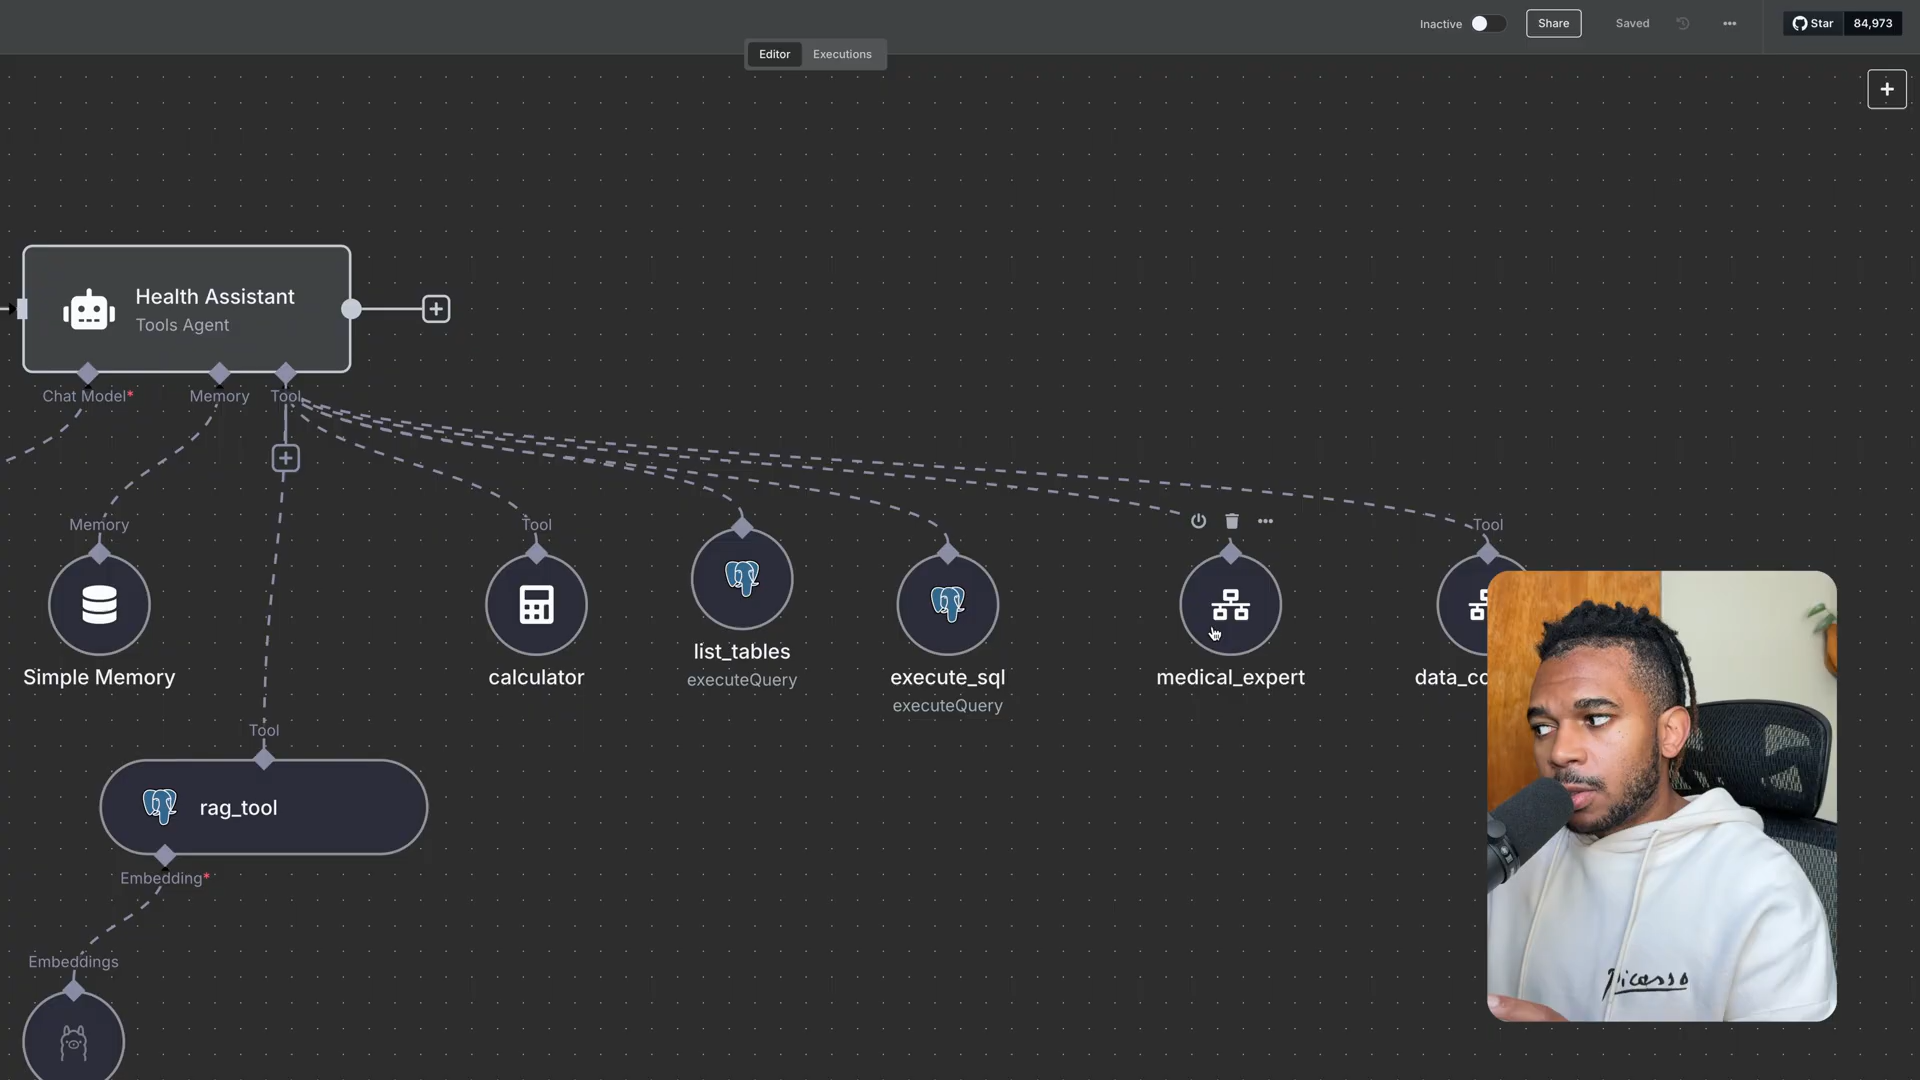 Inactive
Share
Saved
Star
84,973
Editor
Executions
Health Assistant
Tools Agent
Chat Model*
Memory
Tool
Memory
Tool
Tool
Simple Memory
calculator
list_tables
executeQuery
execute_sql
executeQuery
medical_expert
data_co
Tool
rag_tool
Embedding*
Embeddings
Picasso